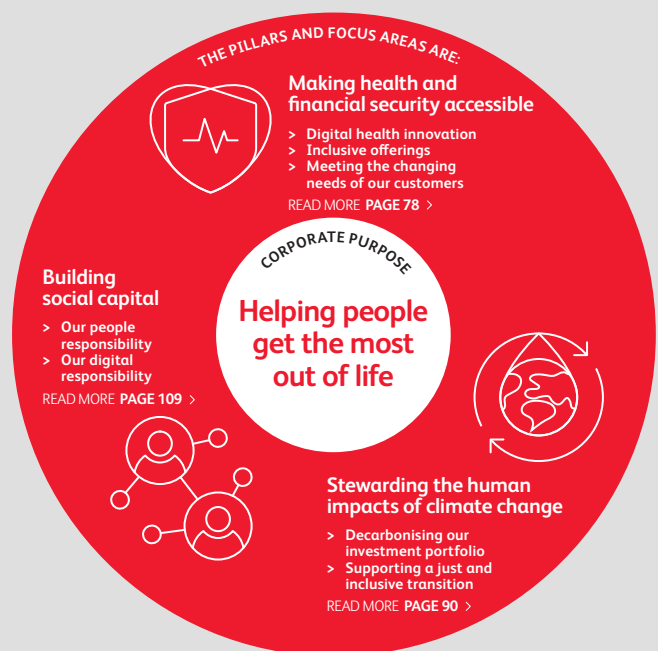 THE PILLARS AND FOCUS AREAS ARE:
Making health and
financial security accessible
> Digital health innovation
> Inclusive offerings
> Meeting the changing
needs of our customers
READ MORE PAGE 78 >
CORPORATE PURPOSE
Helping people
get the most
out of life
Building
social capital
> Our people
responsibility
> Our digital
responsibility
READ MORE PAGE 109 >
Stewarding the human
impacts of climate change
> Decarbonising our
investment portfolio
> Supporting a just and
inclusive transition
READ MORE PAGE 90 >